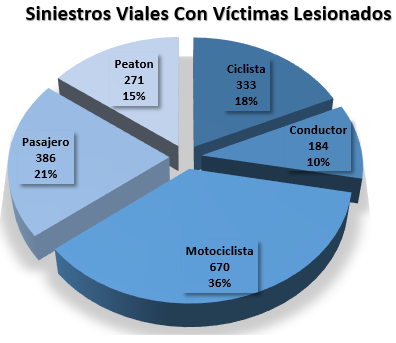 Siniestros Viales Con Víctimas Lesionados
Peaton
271
15%
Ciclista
333
18%
Conductor
184
10%
Pasajero
386
21%
Motociclista
670
36%